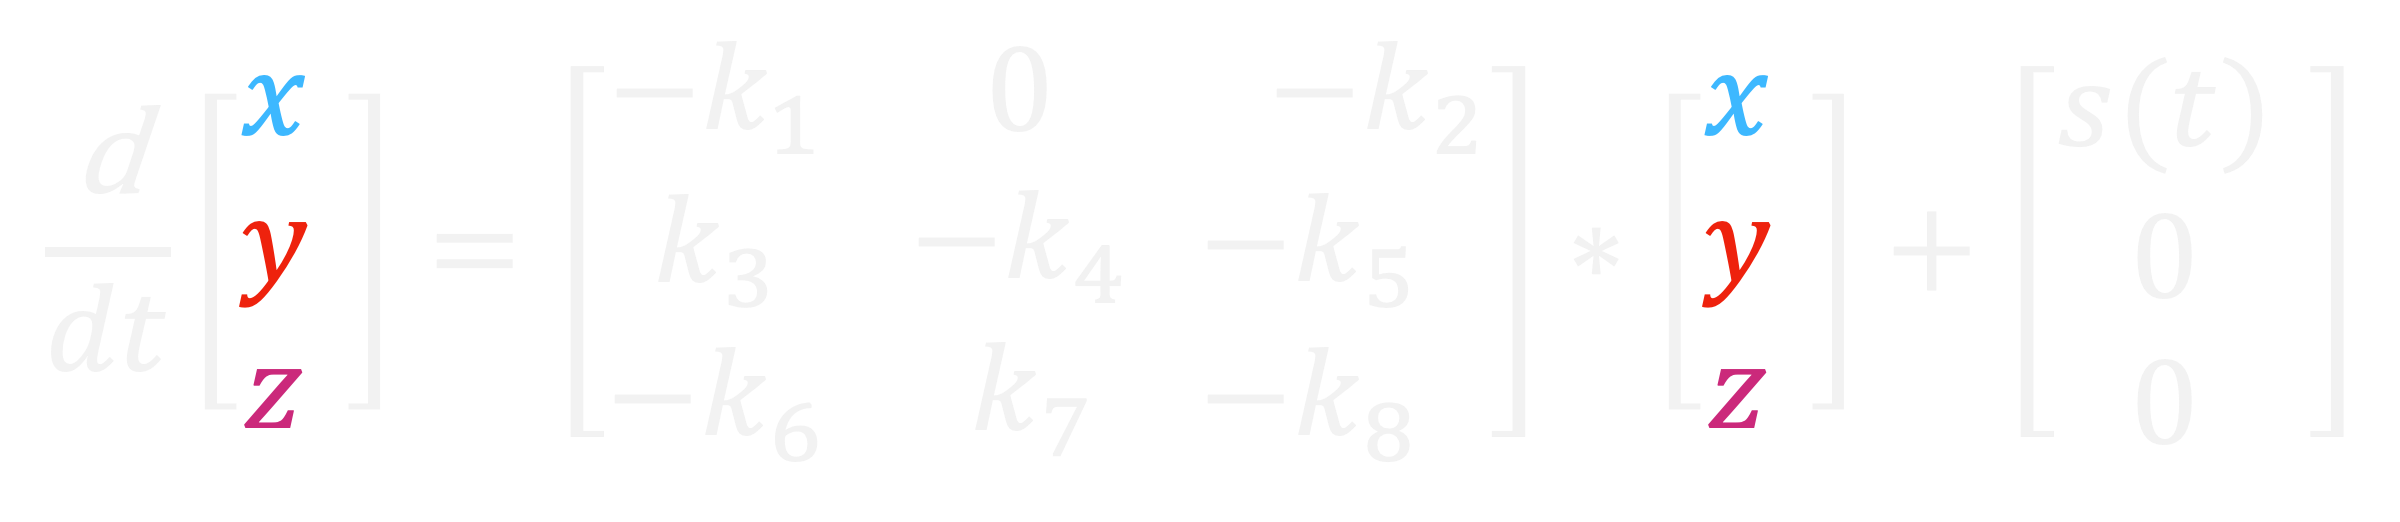 d/dt [x y z] = [−k₁ 0 −k₂
k₃ −k₄ −k₅
−k₆ k₇ −k₈] * [x y z] + [s(t) 0 0]